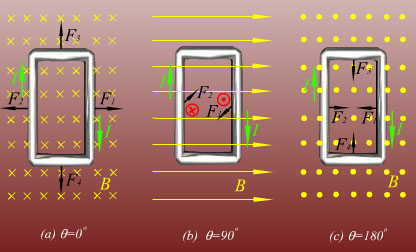 F₃
I
F₂
F₁
I
F₄
B
(a) θ=0°
I
F₂
F₁
I
B
(b) θ=90°
I
F₃
F₂
F₁
I
F₄
B
(c) θ=180°